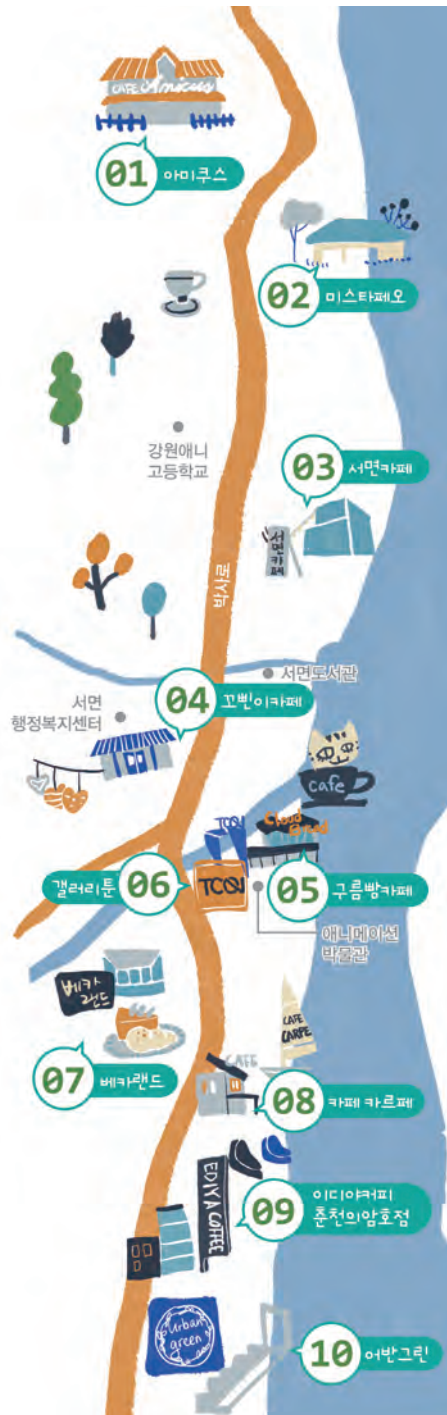 CAFE Amicus
01 아미쿠스
02 미스타페오
강원애니
고등학교
03 서면카페
서면카페
박사로
서면도서관
04 꼬삔이카페
서면
행정복지센터
cafe
TOON
Cloud
Bread
갤러리툰 06
TOON
05 구름빵카페
애니메이션
박물관
베카
랜드
07 베카랜드
CAFE
CARPE
CAFE
08 카페 카르페
EDIYA COFFEE
09 이디야커피
춘천의암호점
Urban
green
10 어반그린